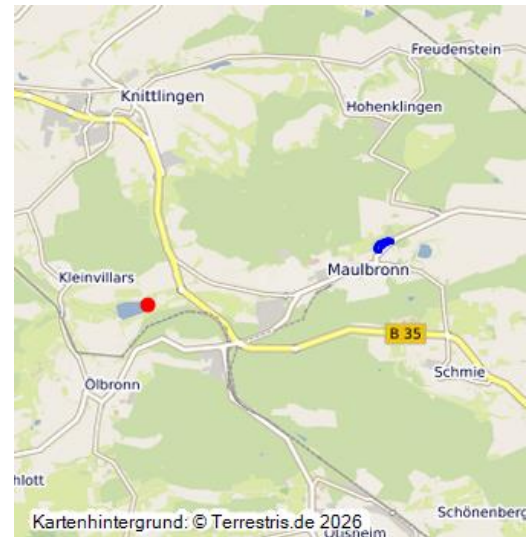 Freudenstein
Knittlingen
Hohenklingen
Kleinvillars
Maulbronn
B 35
Schmie
Ölbronn
hlott
Schönenberg
Kartenhintergrund: © Terrestris.de 2026